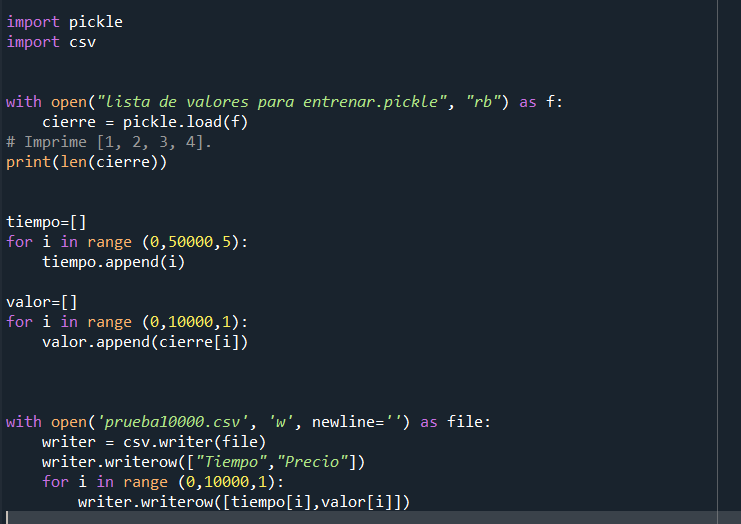 import pickle
import csv
with open("lista de valores para entrenar.pickle", "rb") as f:
    cierre = pickle.load(f)
# Imprime [1, 2, 3, 4].
print(len(cierre))
tiempo=[]
for i in range (0,50000,5):
    tiempo.append(i)
valor=[]
for i in range (0,10000,1):
    valor.append(cierre[i])
with open('prueba10000.csv', 'w', newline='') as file:
    writer = csv.writer(file)
    writer.writerow(["Tiempo","Precio"])
    for i in range (0,10000,1):
        writer.writerow([tiempo[i],valor[i]])